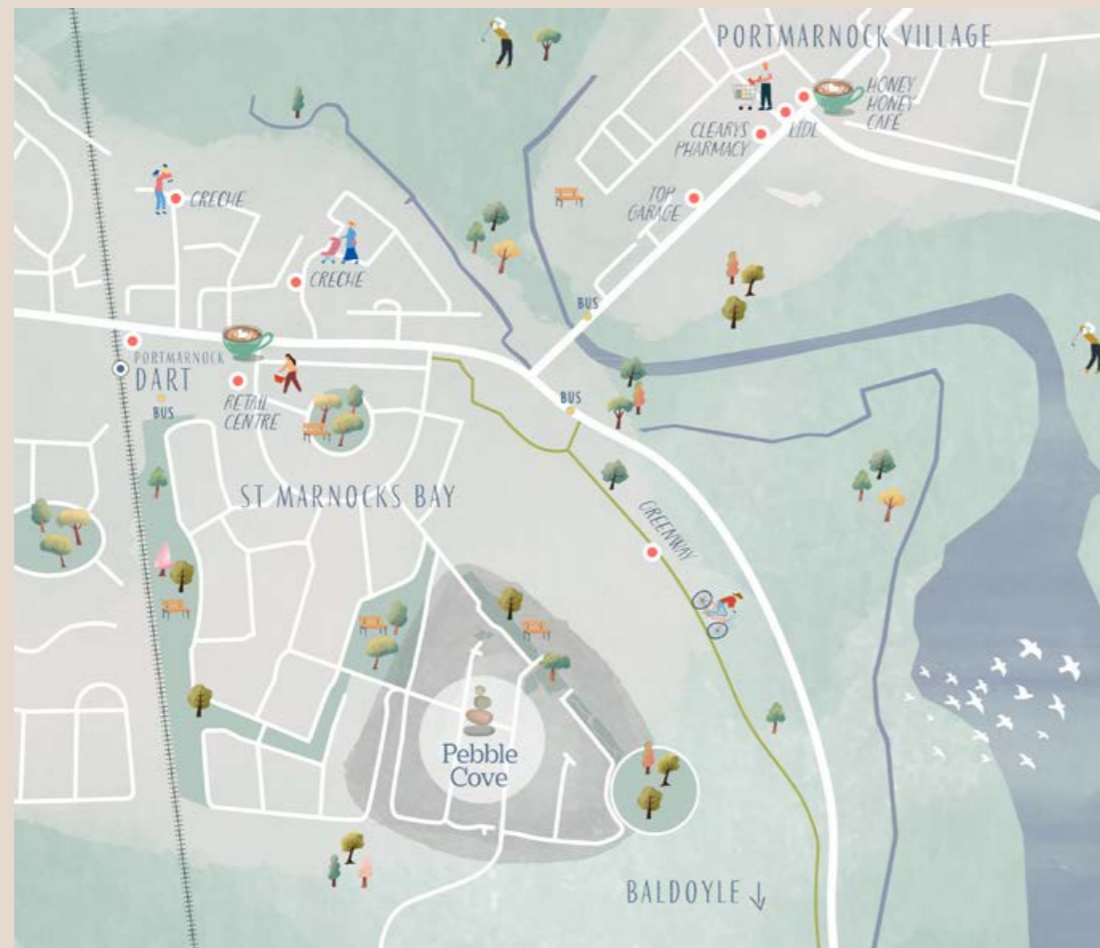 PORTMARNOCK VILLAGE
HONEY
HONEY
CAFE
LIDL
CLEARYS
PHARMACY
TOP
GARAGE
CRECHE
CRECHE
BUS
PORTMARNOCK
DART
BUS
RETAIL
CENTRE
BUS
ST MARNOCKS BAY
GREENWAY
Pebble
Cove
BALDOYLE